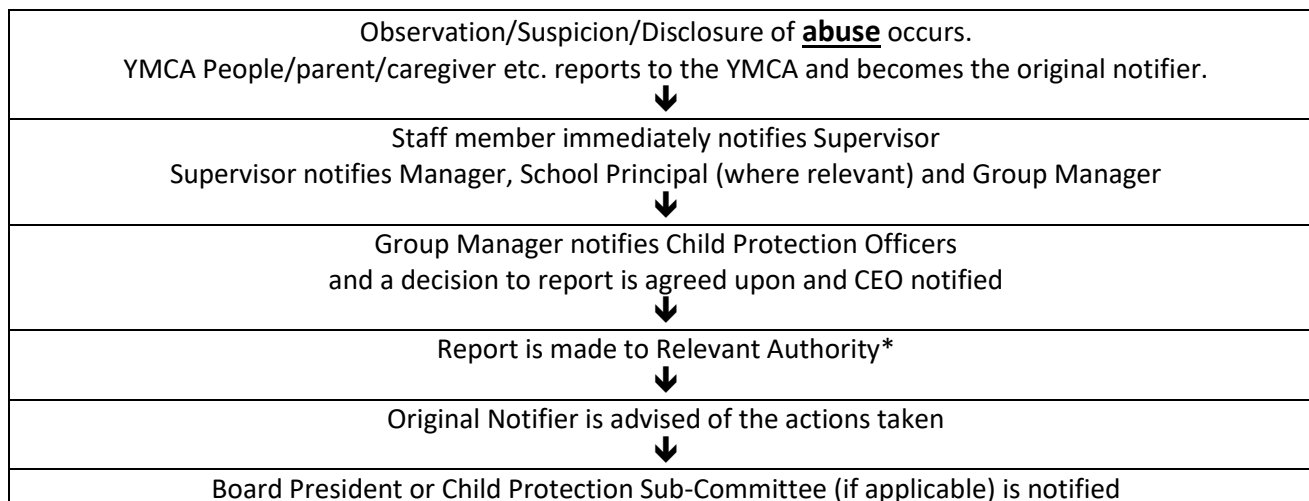 Observation/Suspicion/Disclosure of abuse occurs.
YMCA People/parent/caregiver etc. reports to the YMCA and becomes the original notifier.
🡻
Staff member immediately notifies Supervisor
Supervisor notifies Manager, School Principal (where relevant) and Group Manager
🡻
Group Manager notifies Child Protection Officers
and a decision to report is agreed upon and CEO notified
🡻
Report is made to Relevant Authority*
🡻
Original Notifier is advised of the actions taken
🡻
Board President or Child Protection Sub-Committee (if applicable) is notified